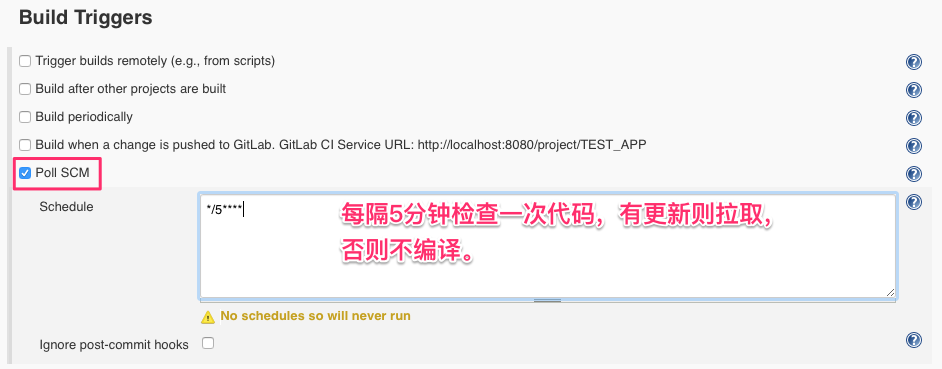 Build Triggers
Trigger builds remotely (e.g., from scripts)
Build after other projects are built
Build periodically
Build when a change is pushed to GitLab. GitLab CI Service URL: http://localhost:8080/project/TEST_APP
Poll SCM
Schedule
*/5****
每隔5分钟检查一次代码，有更新则拉取，
否则不编译。
No schedules so will never run
Ignore post-commit hooks